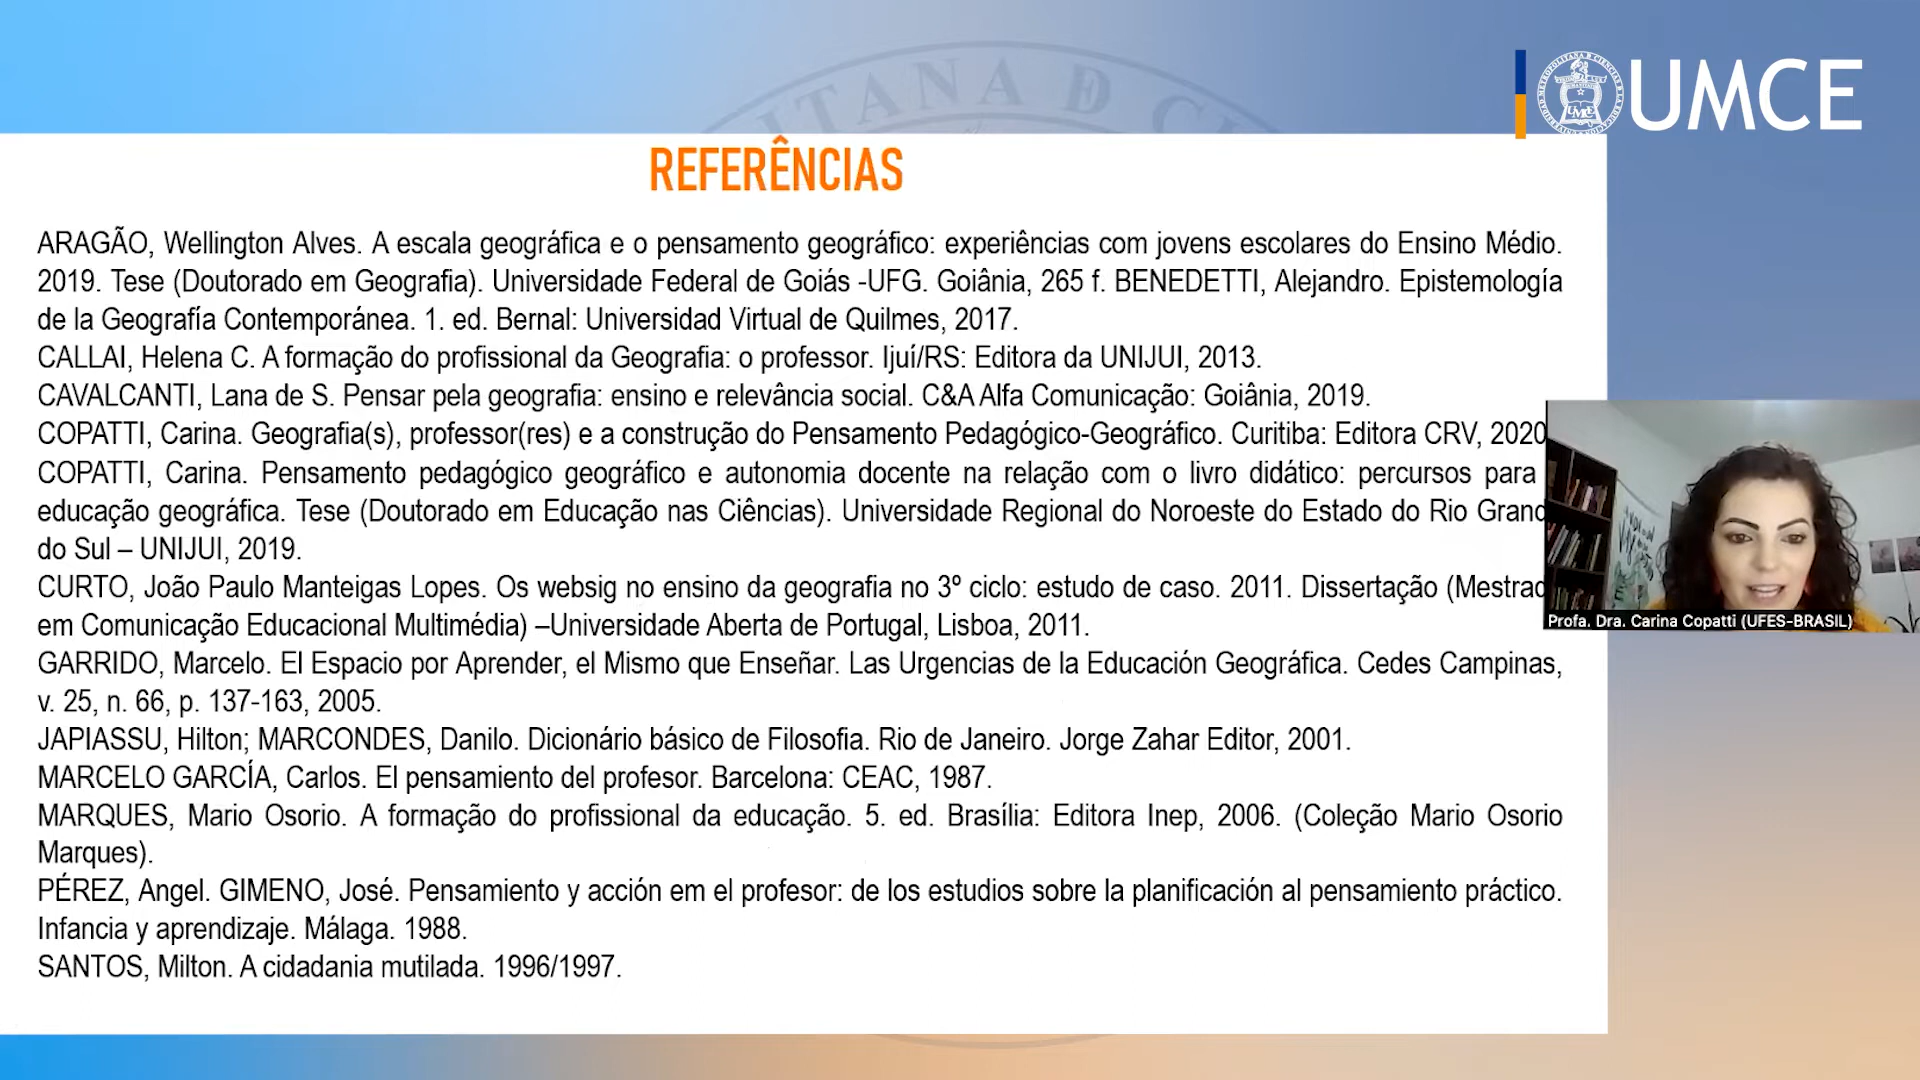 ITANA D CI
UMCE
REFERÊNCIAS
ARAGÃO, Wellington Alves. A escala geográfica e o pensamento geográfico: experiências com jovens escolares do Ensino Médio.
2019. Tese (Doutorado em Geografia). Universidade Federal de Goiás -UFG. Goiânia, 265 f. BENEDETTI, Alejandro. Epistemología
de la Geografía Contemporánea. 1. ed. Bernal: Universidad Virtual de Quilmes, 2017.
CALLAI, Helena C. A formação do profissional da Geografia: o professor. Ijuí/RS: Editora da UNIJUI, 2013.
CAVALCANTI, Lana de S. Pensar pela geografia: ensino e relevância social. C&A Alfa Comunicação: Goiânia, 2019.
COPATTI, Carina. Geografia(s), professor(res) e a construção do Pensamento Pedagógico-Geográfico. Curitiba: Editora CRV, 2020
COPATTI, Carina. Pensamento pedagógico geográfico e autonomia docente na relação com o livro didático: percursos para
educação geográfica. Tese (Doutorado em Educação nas Ciências). Universidade Regional do Noroeste do Estado do Rio Grand
do Sul – UNIJUI, 2019.
CURTO, João Paulo Manteigas Lopes. Os websig no ensino da geografia no 3º ciclo: estudo de caso. 2011. Dissertação (Mestrad
em Comunicação Educacional Multimédia) –Universidade Aberta de Portugal, Lisboa, 2011.
GARRIDO, Marcelo. El Espacio por Aprender, el Mismo que Enseñar. Las Urgencias de la Educación Geográfica. Cedes Campinas,
v. 25, n. 66, p. 137-163, 2005.
JAPIASSU, Hilton; MARCONDES, Danilo. Dicionário básico de Filosofia. Rio de Janeiro. Jorge Zahar Editor, 2001.
MARCELO GARCÍA, Carlos. El pensamiento del profesor. Barcelona: CEAC, 1987.
MARQUES, Mario Osorio. A formação do profissional da educação. 5. ed. Brasília: Editora Inep, 2006. (Coleção Mario Osorio
Marques).
PÉREZ, Angel. GIMENO, José. Pensamiento y acción em el profesor: de los estudios sobre la planificación al pensamiento práctico.
Infancia y aprendizaje. Málaga. 1988.
SANTOS, Milton. A cidadania mutilada. 1996/1997.
Profa. Dra. Carina Copatti (UFES-BRASIL)